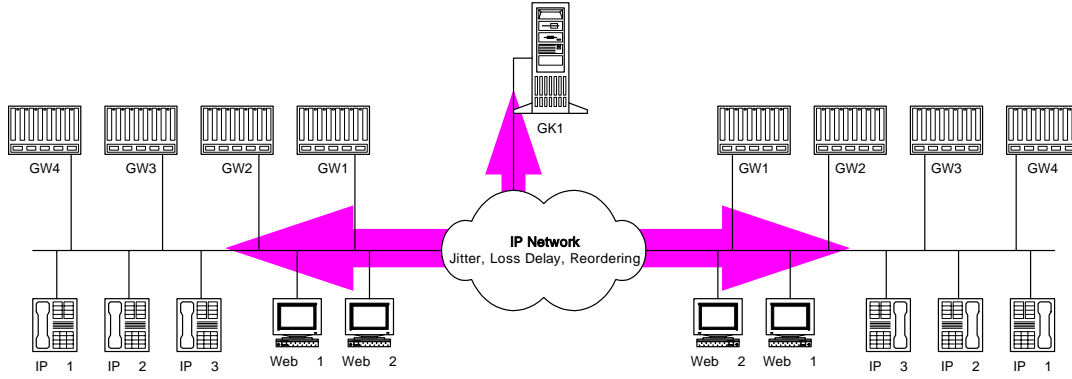 GK1
GW4 GW3 GW2 GW1 GW1 GW2 GW3 GW4
IP Network
Jitter, Loss Delay, Reordering
IP 1 IP 2 IP 3 Web 1 Web 2 Web 2 Web 1 IP 3 IP 2 IP 1